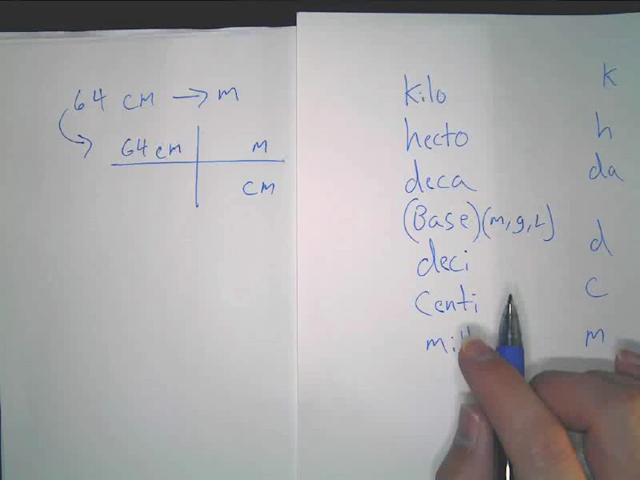 64 cm → m
64 cm m
cm
kilo k
hecto h
deca da
(Base) (m, g, L)
deci d
centi c
m